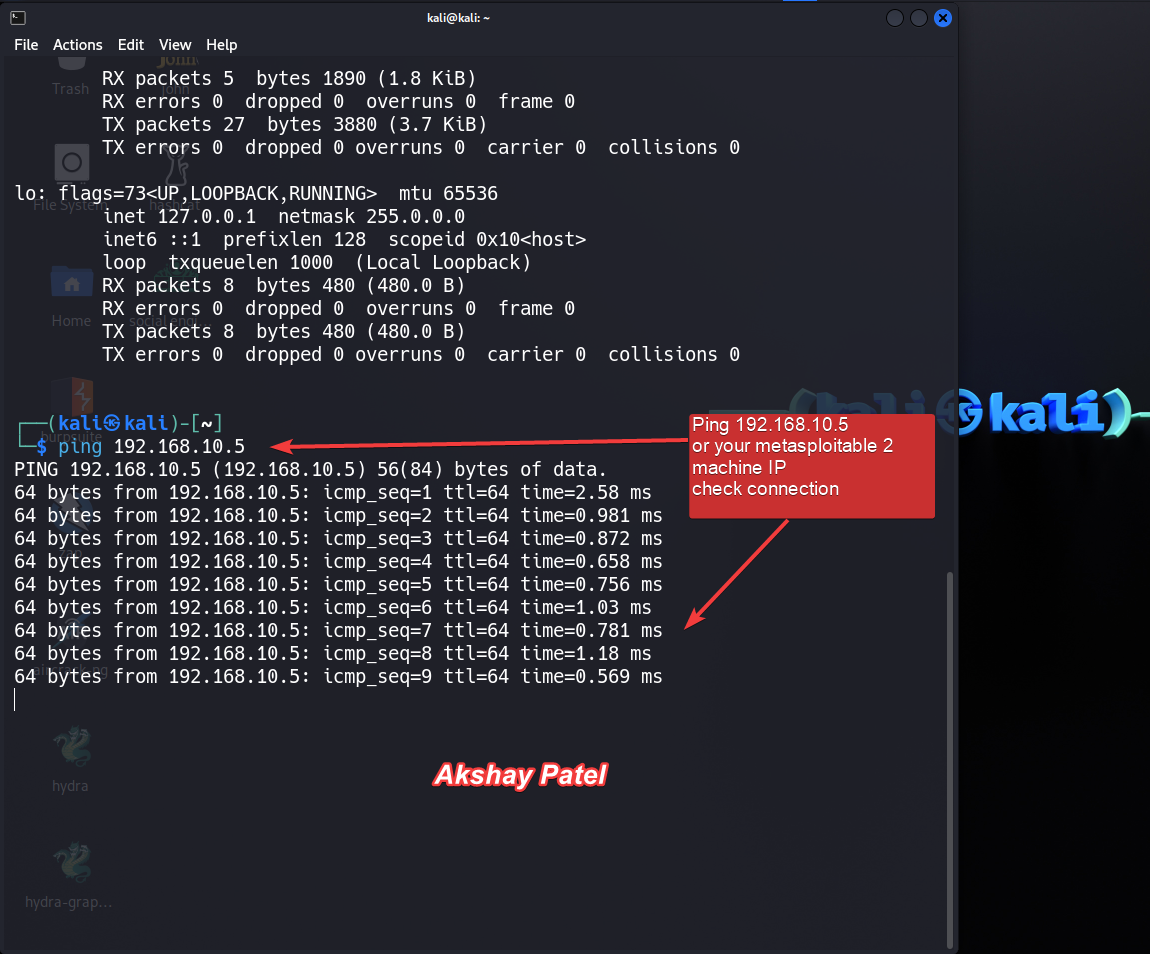 kali@kali: ~
File Actions Edit View Help
RX packets 5 bytes 1890 (1.8 KiB)
RX errors 0 dropped 0 overruns 0 frame 0
TX packets 27 bytes 3880 (3.7 KiB)
TX errors 0 dropped 0 overruns 0 carrier 0 collisions 0
lo: flags=73<UP,LOOPBACK,RUNNING> mtu 65536
inet 127.0.0.1 netmask 255.0.0.0
inet6 ::1 prefixlen 128 scopeid 0x10<host>
loop txqueuelen 1000 (Local Loopback)
RX packets 8 bytes 480 (480.0 B)
RX errors 0 dropped 0 overruns 0 frame 0
TX packets 8 bytes 480 (480.0 B)
TX errors 0 dropped 0 overruns 0 carrier 0 collisions 0
┌──(kali㉿kali)-[~]
└─$ ping 192.168.10.5
PING 192.168.10.5 (192.168.10.5) 56(84) bytes of data.
64 bytes from 192.168.10.5: icmp_seq=1 ttl=64 time=2.58 ms
64 bytes from 192.168.10.5: icmp_seq=2 ttl=64 time=0.981 ms
64 bytes from 192.168.10.5: icmp_seq=3 ttl=64 time=0.872 ms
64 bytes from 192.168.10.5: icmp_seq=4 ttl=64 time=0.658 ms
64 bytes from 192.168.10.5: icmp_seq=5 ttl=64 time=0.756 ms
64 bytes from 192.168.10.5: icmp_seq=6 ttl=64 time=1.03 ms
64 bytes from 192.168.10.5: icmp_seq=7 ttl=64 time=0.781 ms
64 bytes from 192.168.10.5: icmp_seq=8 ttl=64 time=1.18 ms
64 bytes from 192.168.10.5: icmp_seq=9 ttl=64 time=0.569 ms
Ping 192.168.10.5
or your metasploitable 2
machine IP
check connection
(kali㉿kali)-
Akshay Patel
Trash
john
File System
hashcat
Home
burpsuite
aircrack-ng
hydra
hydra-grap...